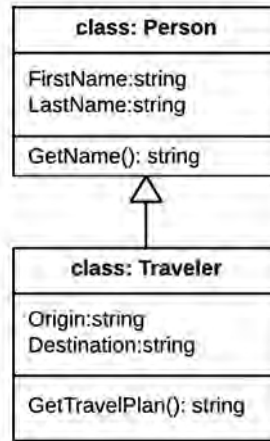 class: Person
FirstName:string
LastName:string
GetName(): string
class: Traveler
Origin:string
Destination:string
GetTravelPlan(): string